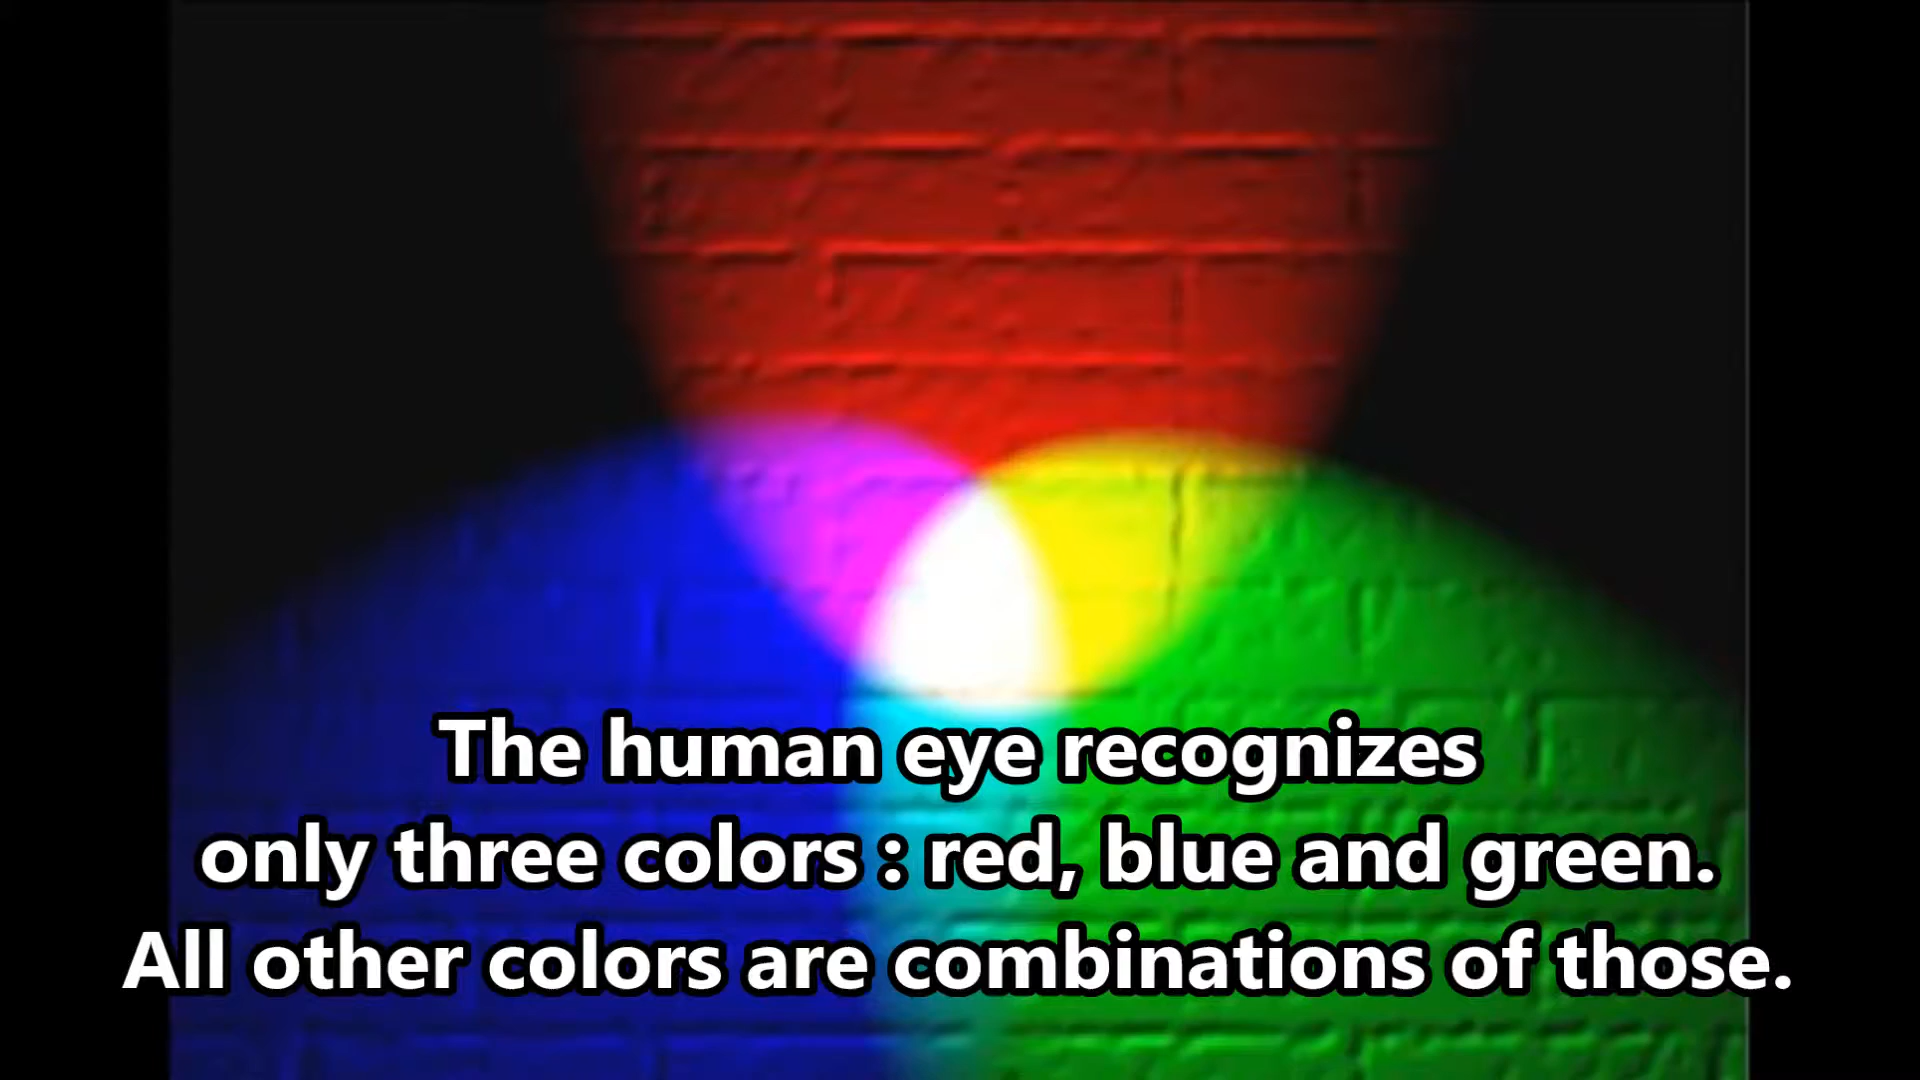 The human eye recognizes
only three colors : red, blue and green.
All other colors are combinations of those.